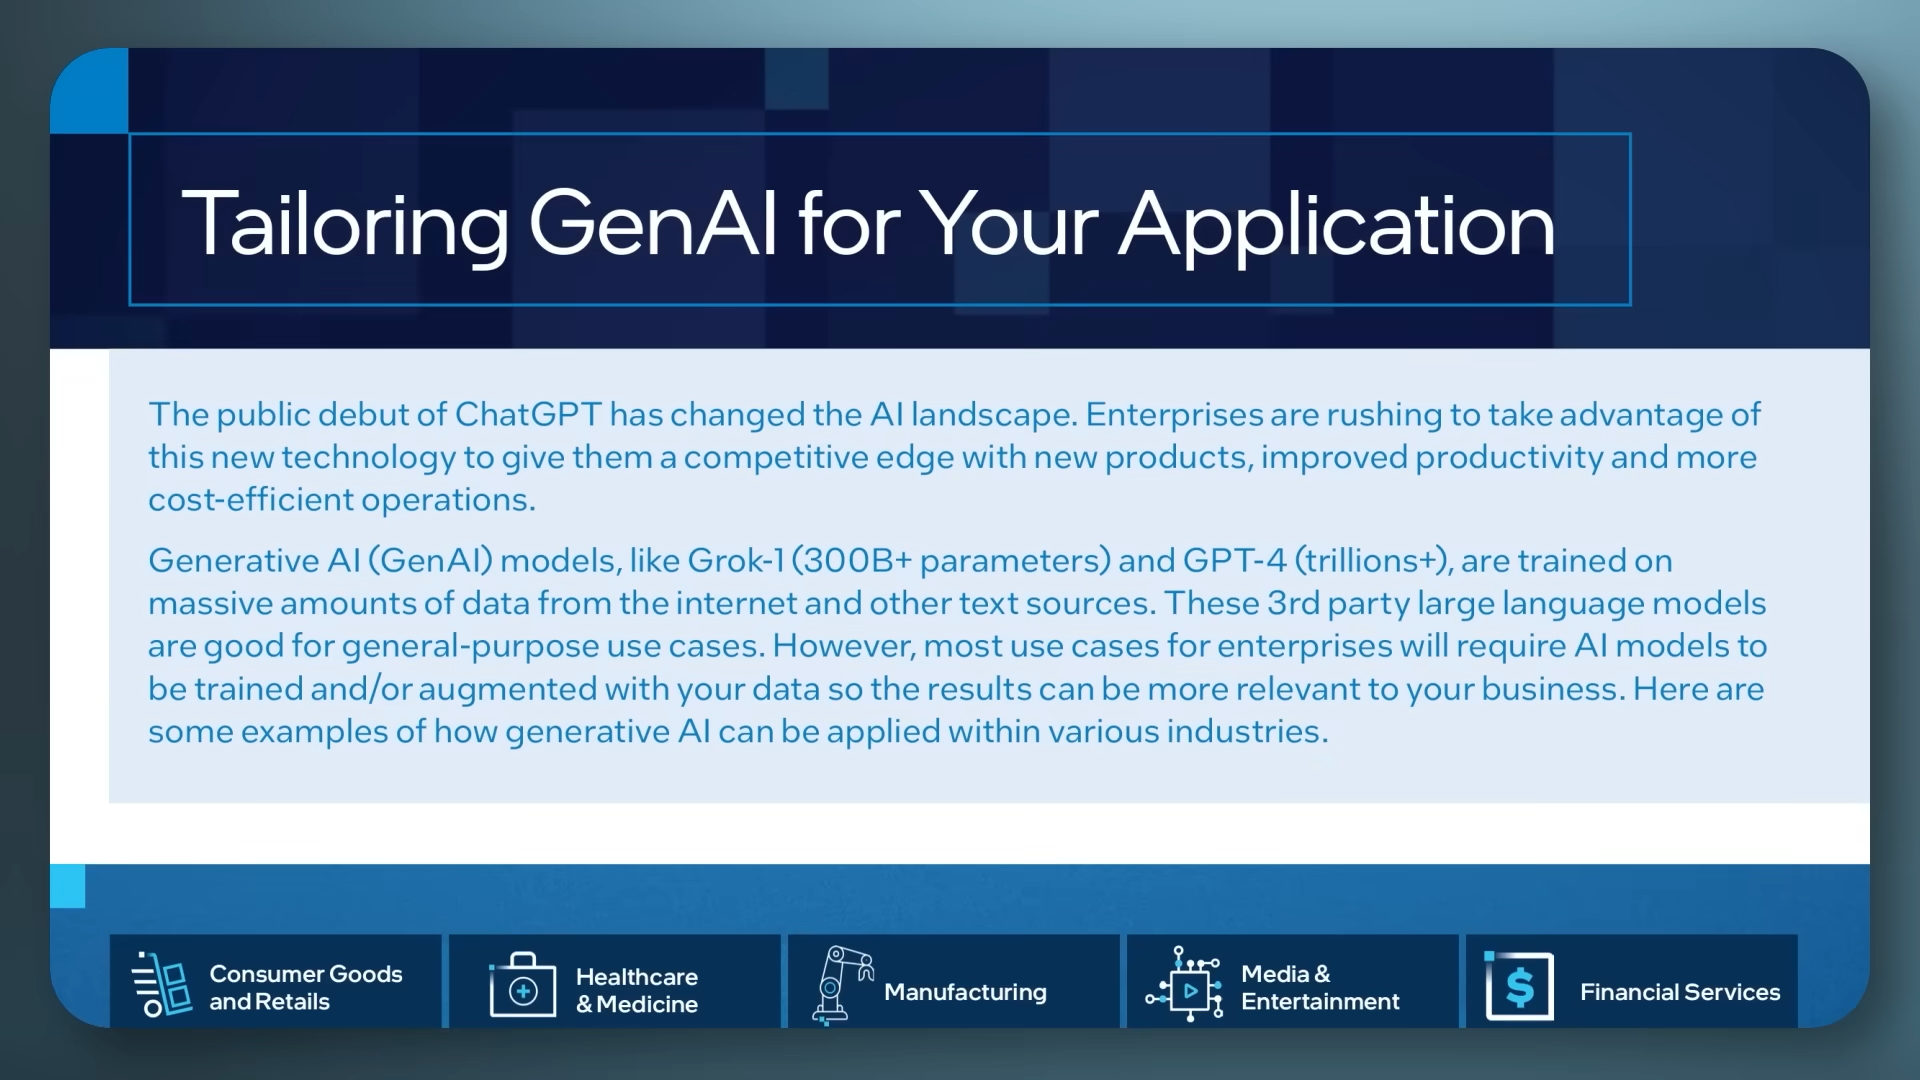 Tailoring GenAI for Your Application
The public debut of ChatGPT has changed the AI landscape. Enterprises are rushing to take advantage of
this new technology to give them a competitive edge with new products, improved productivity and more
cost-efficient operations.
Generative AI (GenAI) models, like Grok-1 (300B+ parameters) and GPT-4 (trillions+), are trained on
massive amounts of data from the internet and other text sources. These 3rd party large language models
are good for general-purpose use cases. However, most use cases for enterprises will require AI models to
be trained and/or augmented with your data so the results can be more relevant to your business. Here are
some examples of how generative AI can be applied within various industries.
Consumer Goods
and Retails
Healthcare
& Medicine
Manufacturing
Media &
Entertainment
$
Financial Services